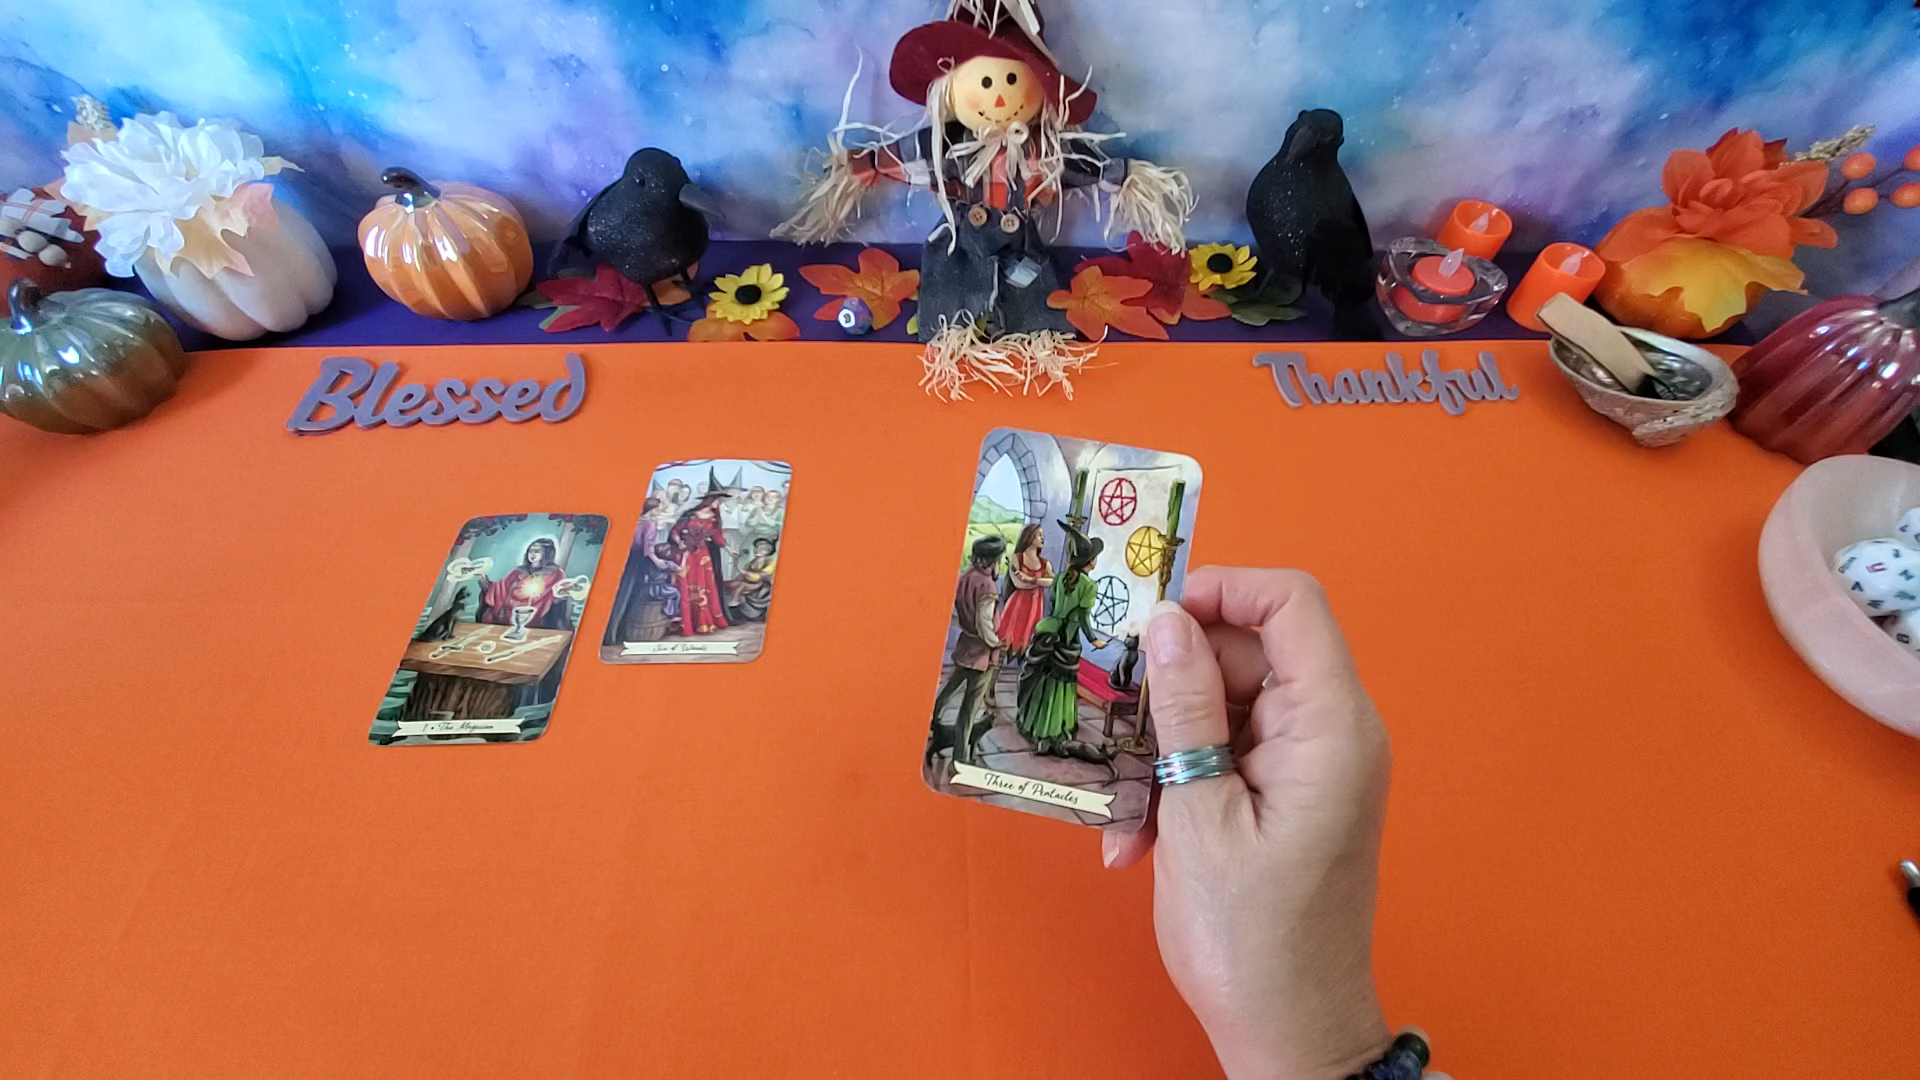 Blessed
Thankful
Six of Wands
1 • The Magician
Three of Pentacles